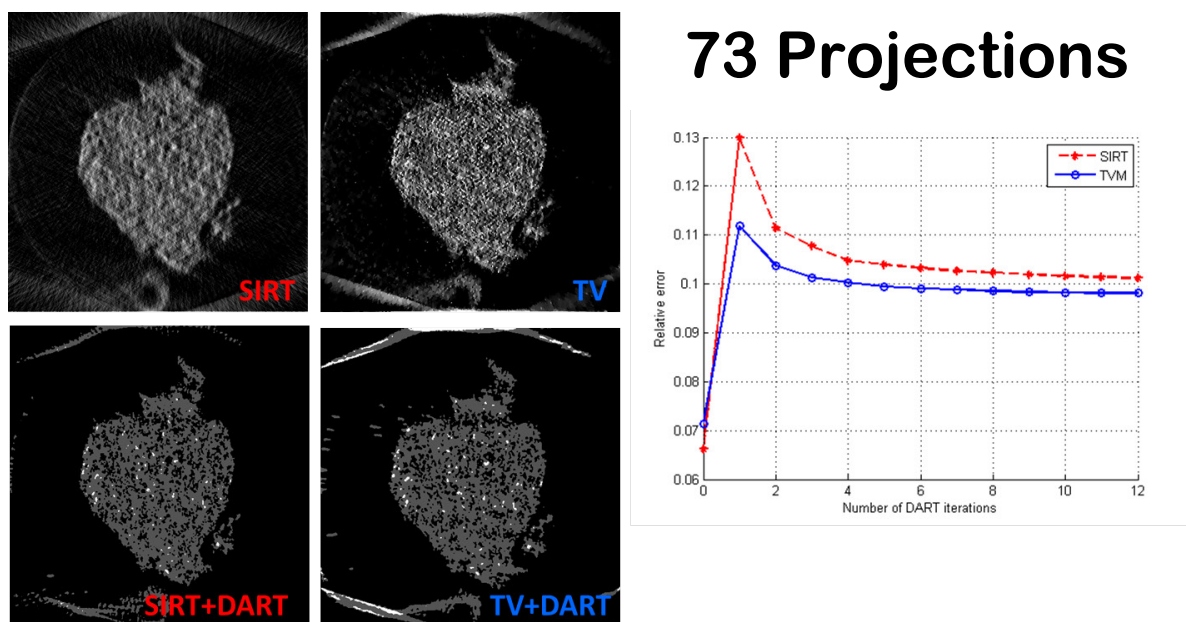 SIRT
TV
SIRT+DART
TV+DART
73 Projections
0.13
0.12
0.11
0.1
0.09
0.08
0.07
0.06
Relative error
0 2 4 6 8 10 12
Number of DART iterations
SIRT
TVM